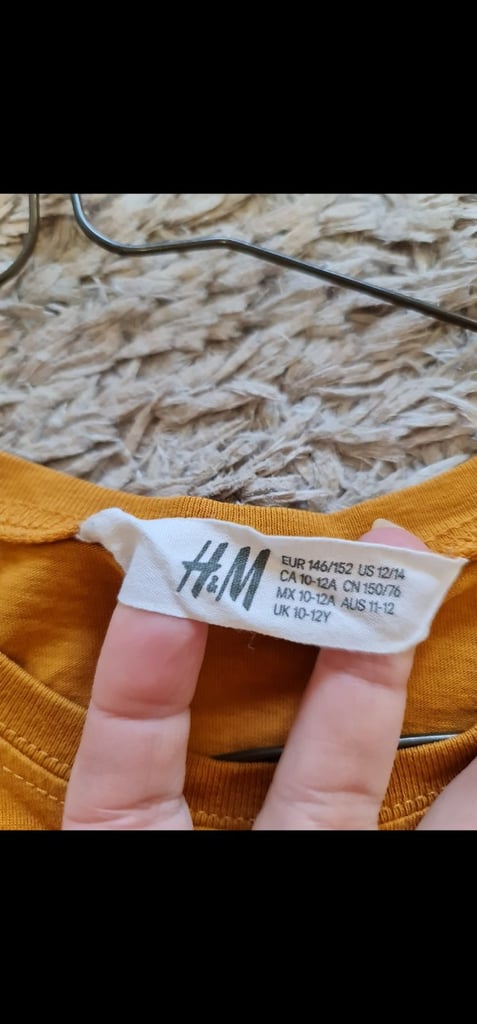 H&M
EUR 146/152 US 12/14
CA 10-12A CN 150/76
MX 10-12A AUS 11-12
UK 10-12Y